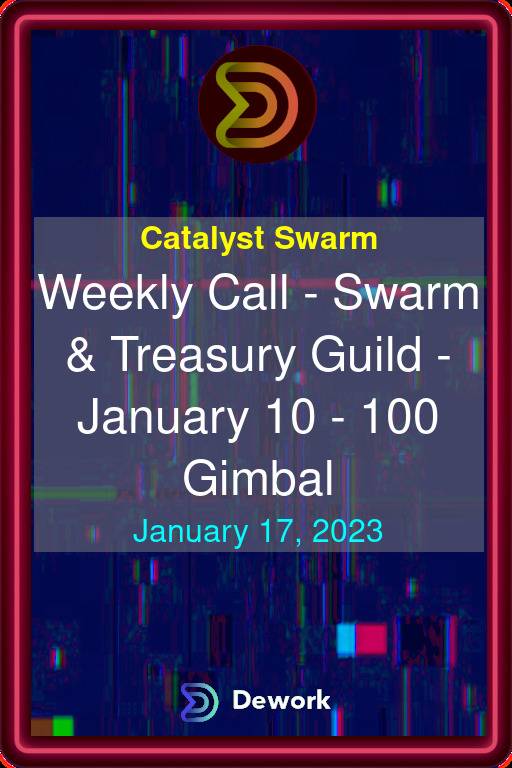 Catalyst Swarm
Weekly Call - Swarm
& Treasury Guild -
January 10 - 100
Gimbal
January 17, 2023
Dework